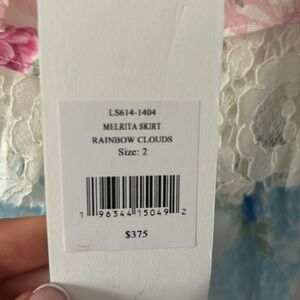 LS614-1404
MELRITA SKIRT
RAINBOW CLOUDS
Size: 2
1 96344 15049 2
$375